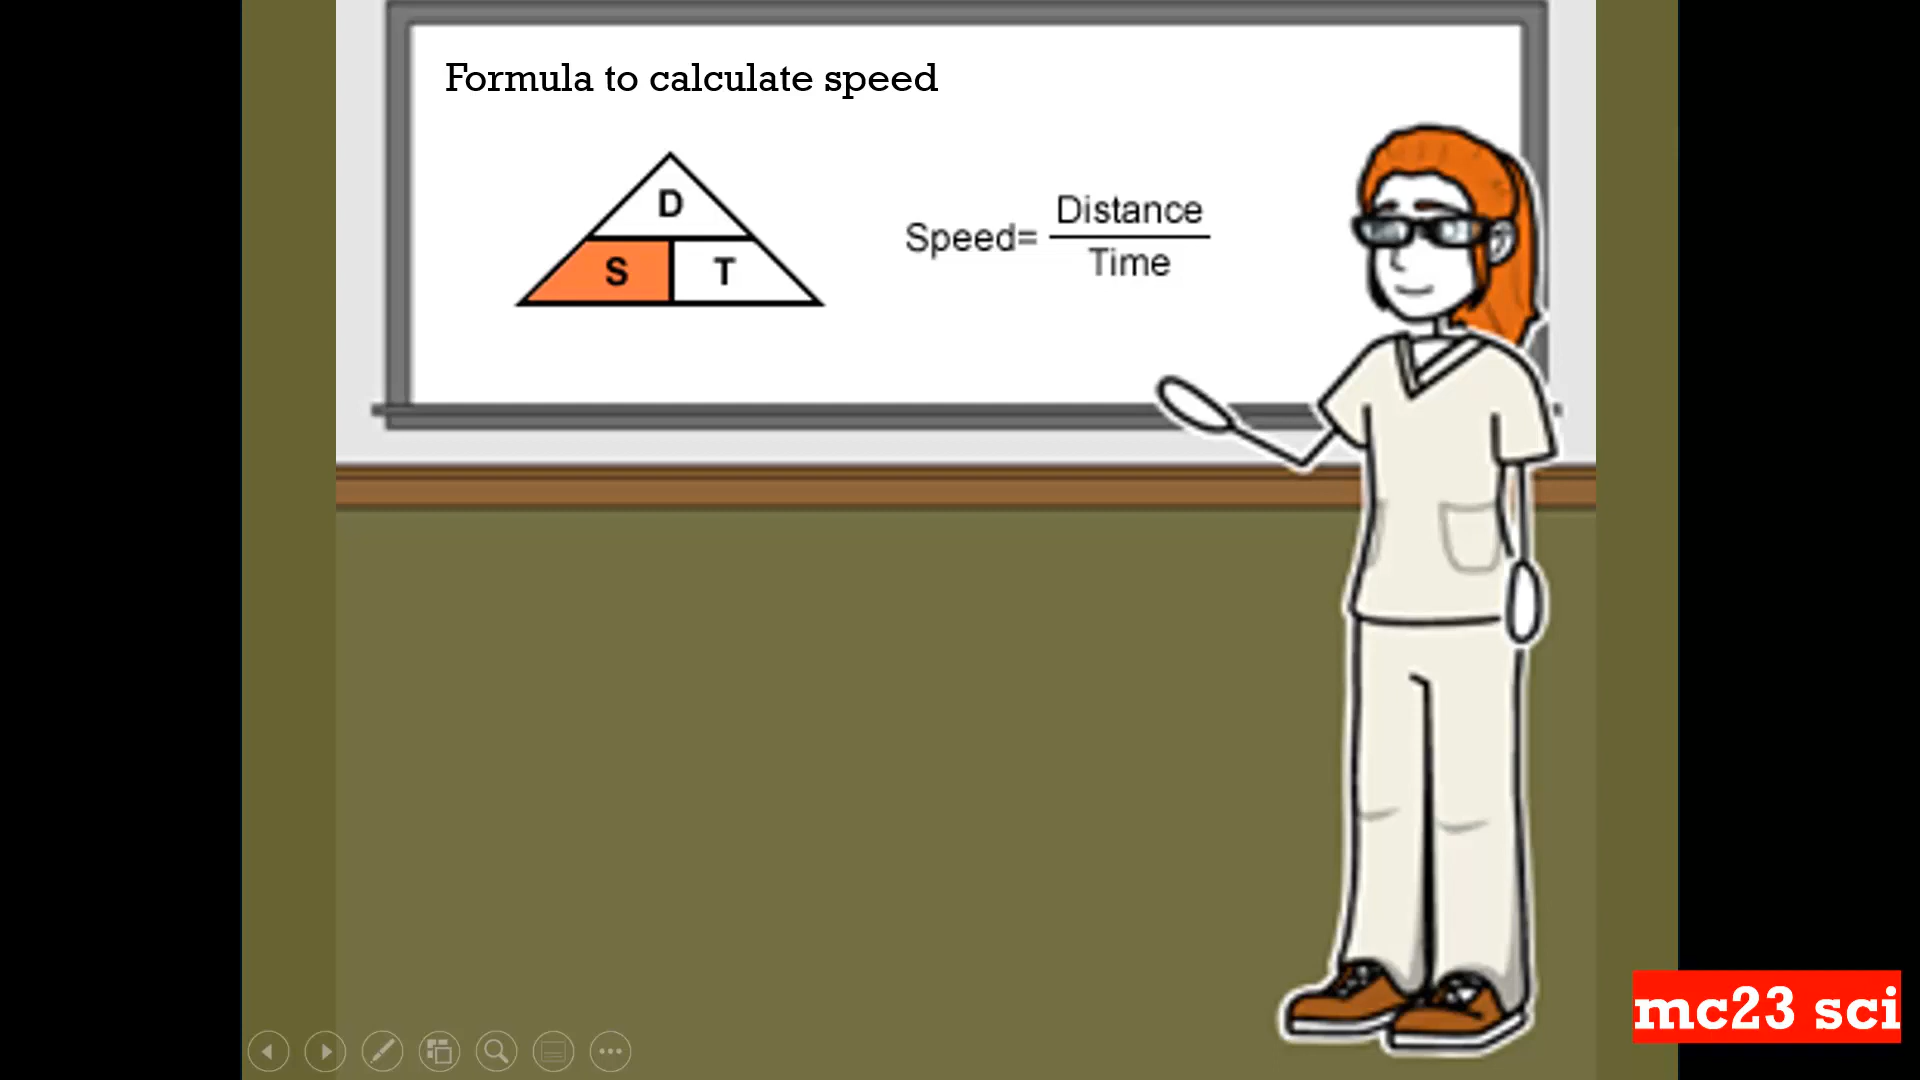 Formula to calculate speed
D
S T
Speed= Distance
Time
mc23 sci